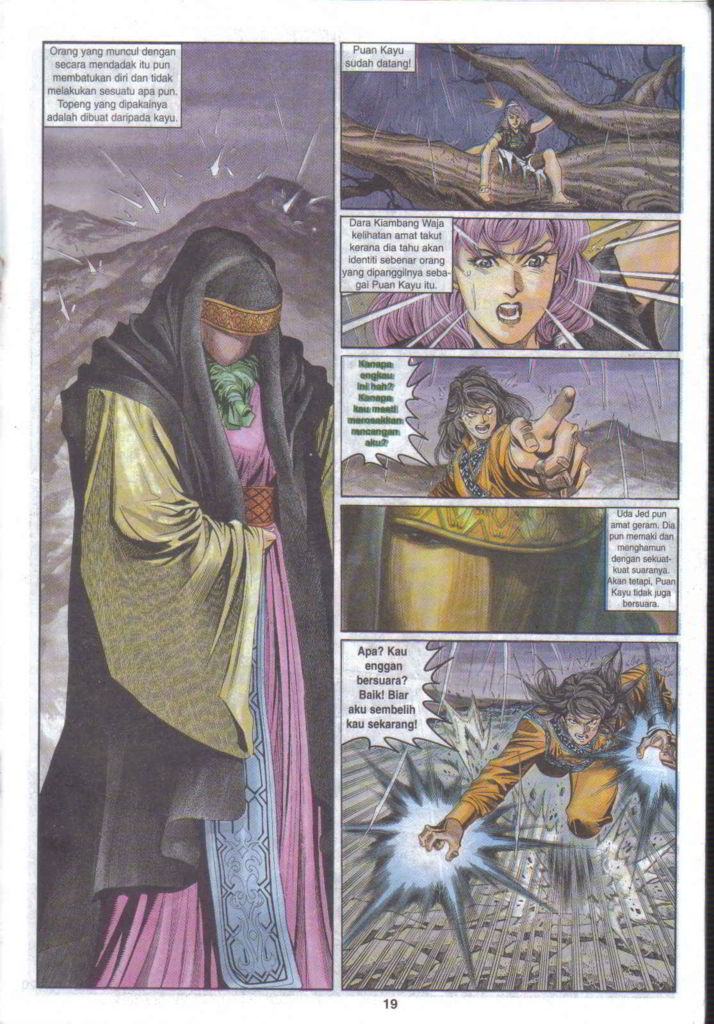 Orang yang muncul dengan
secara mendadak itu pun
membatukan diri dan tidak
melakukan sesuatu apa pun.
Topeng yang dipakainya
adalah dibuat daripada kayu.
Puan Kayu
sudah datang!
Dara Kiambang Waja
kelihatan amat takut
kerana dia tahu akan
identiti sebenar orang
yang dipanggilnya seba-
gai Puan Kayu itu.
Kanapa
engkau
ini hah?
Kanapa
kau mesti
merosakkan
rancangan
aku?
Uda Jed pun
amat geram. Dia
pun memaki dan
menghamun
dengan sekuat-
kuat suaranya.
Akan tetapi, Puan
Kayu tidak juga
bersuara.
Apa? Kau
enggan
bersuara?
Baik! Biar
aku sembelih
kau sekarang!
19